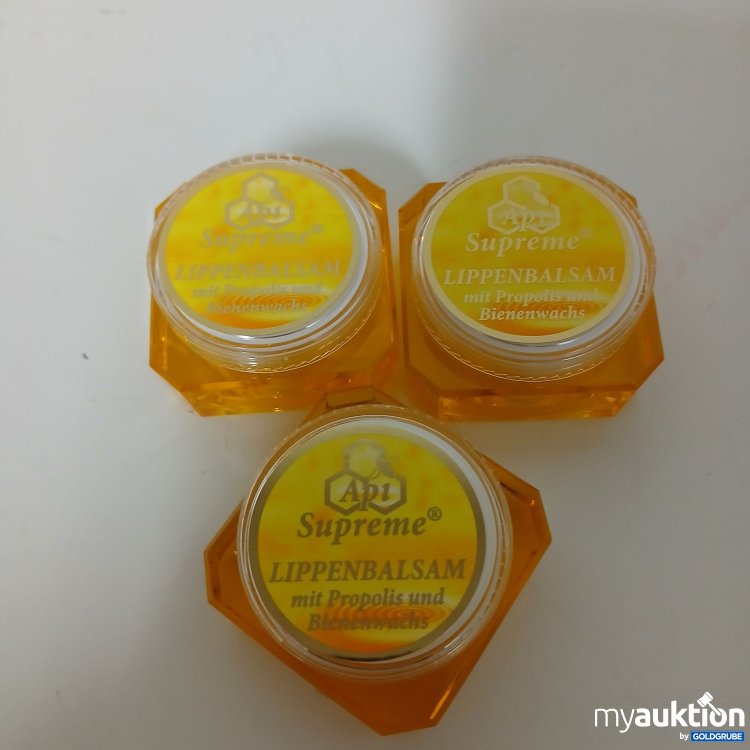 Api
Supreme®
LIPPENBALSAM
mit Propolis und
Bienenwachs
Api
Supreme®
LIPPENBALSAM
mit Propolis und
Bienenwachs
Api
Supreme®
LIPPENBALSAM
mit Propolis und
Bienenwachs
myauktion
by GOLDGRUBE